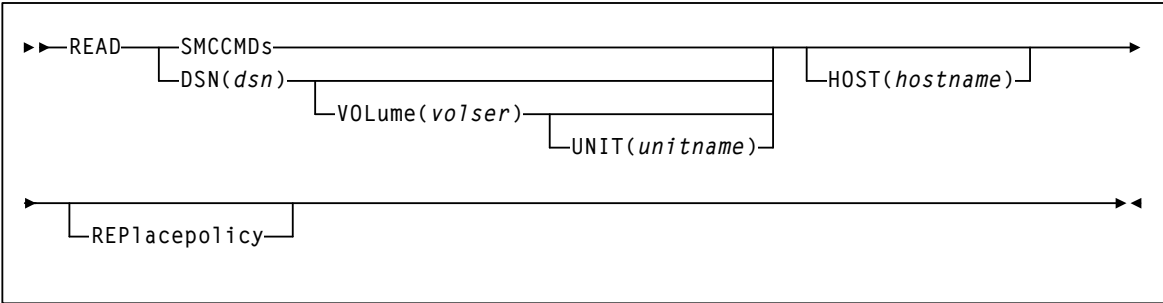 READ SMCCMDs
DSN(dsn) HOST(hostname)
VOLume(volser)
UNIT(unitname)
REPlacepolicy